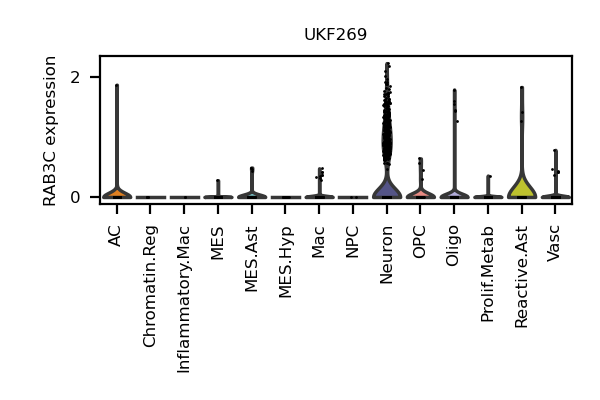 UKF269
RAB3C expression
2
0
AC
Chromatin.Reg
Inflammatory.Mac
MES
MES.Ast
MES.Hyp
Mac
NPC
Neuron
OPC
Oligo
Prolif.Metab
Reactive.Ast
Vasc